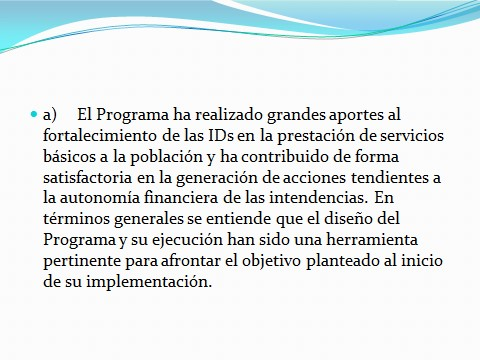 a) El Programa ha realizado grandes aportes al
fortalecimiento de las IDs en la prestación de servicios
básicos a la población y ha contribuido de forma
satisfactoria en la generación de acciones tendientes a
la autonomía financiera de las intendencias. En
términos generales se entiende que el diseño del
Programa y su ejecución han sido una herramienta
pertinente para afrontar el objetivo planteado al inicio
de su implementación.